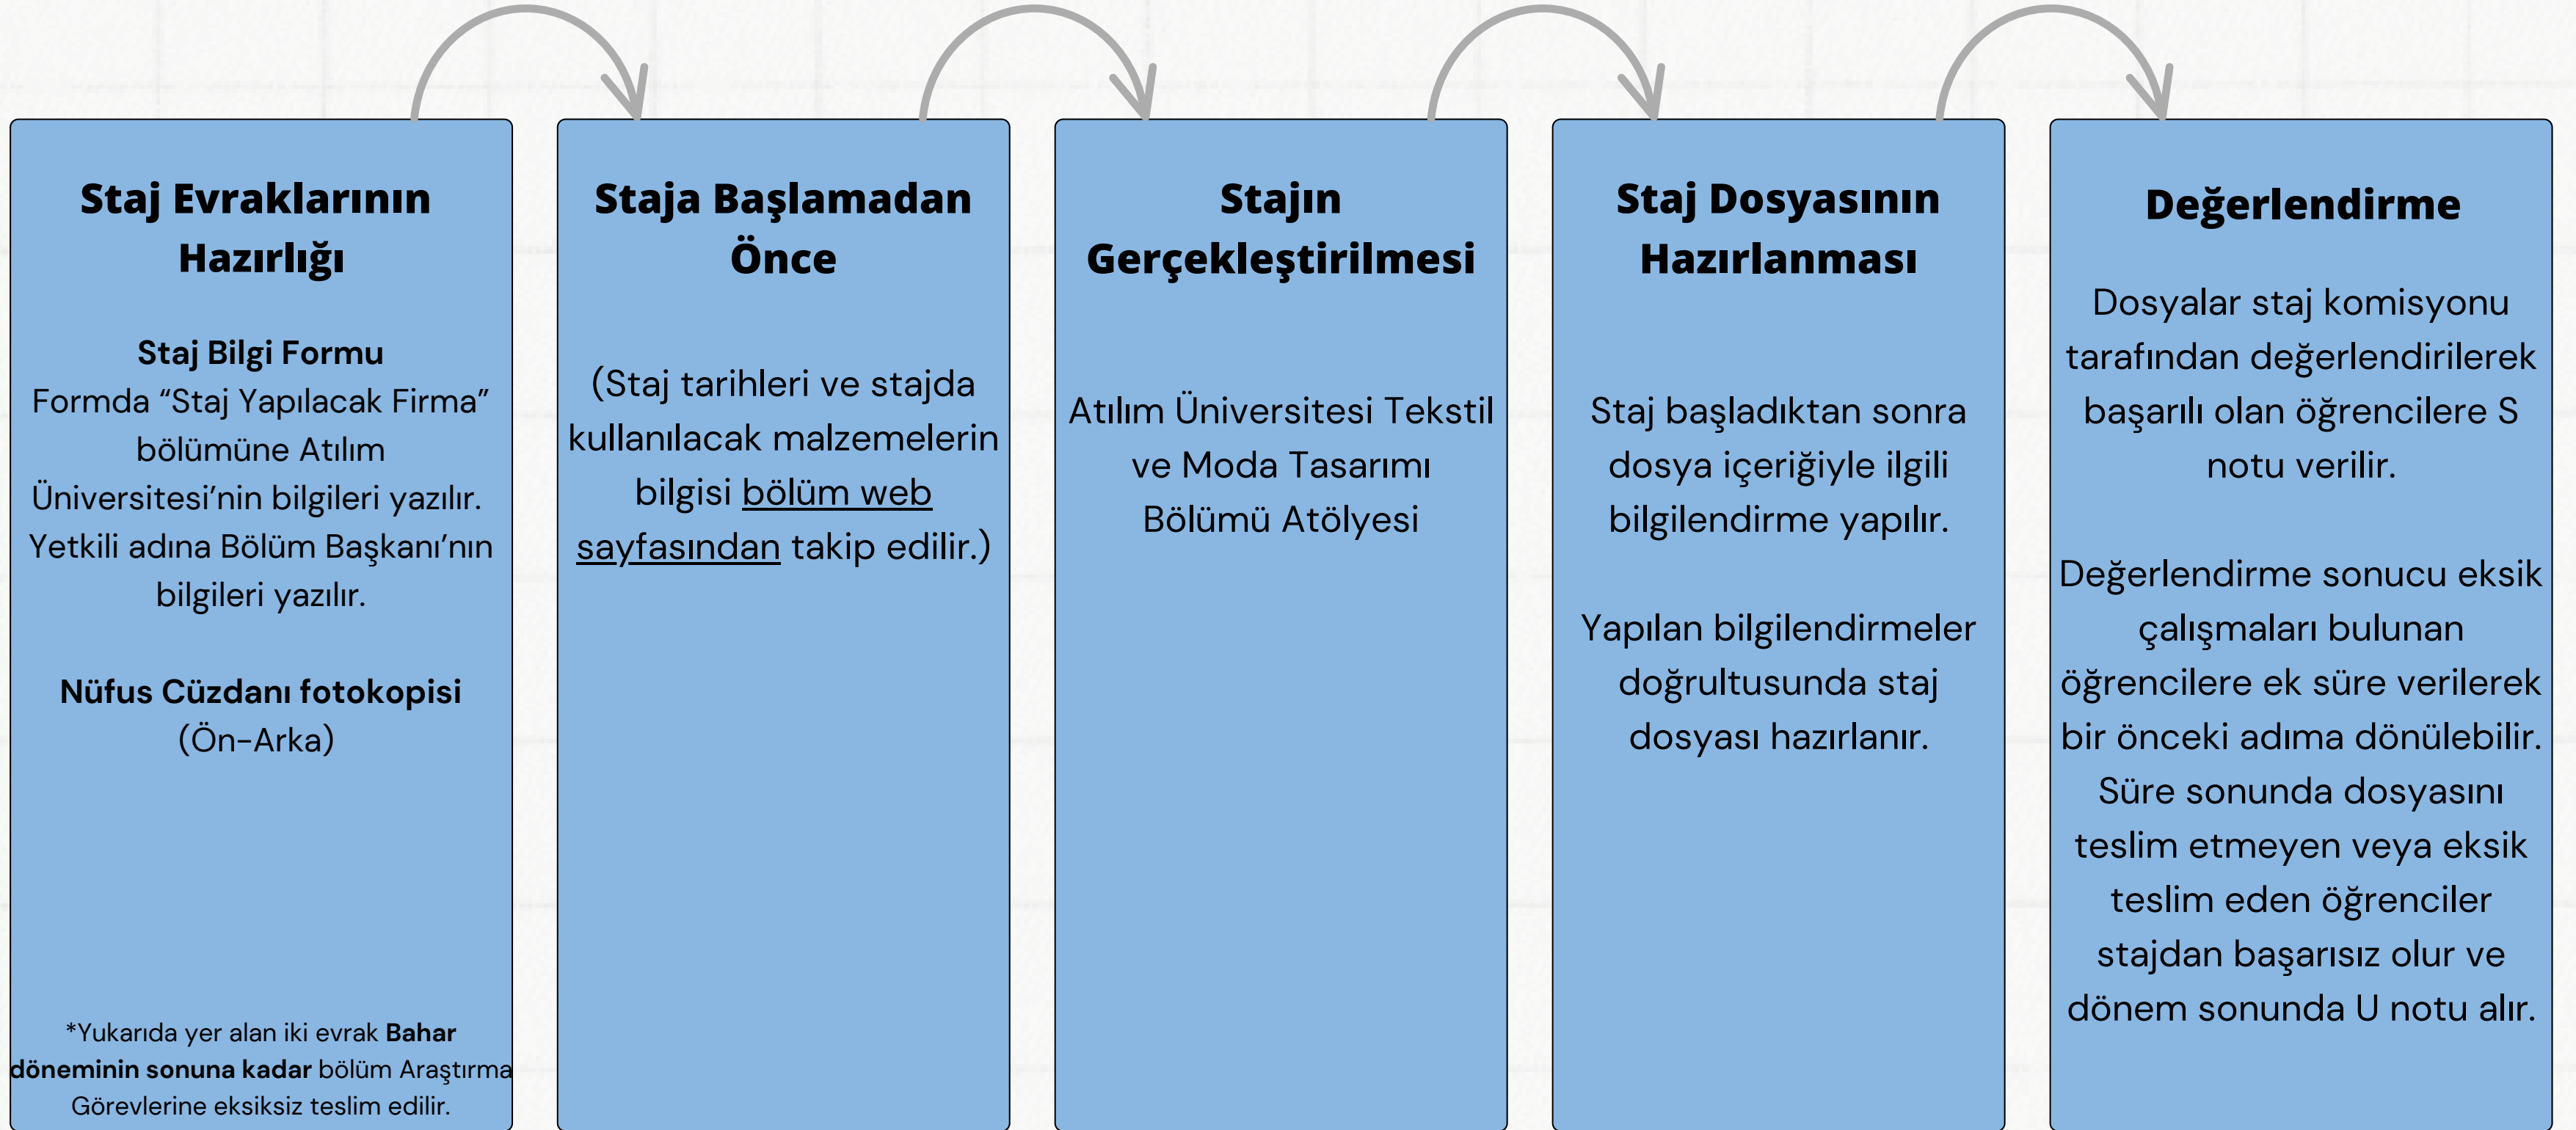 Staj Evraklarının
Hazırlığı
Staj Bilgi Formu
Formda “Staj Yapılacak Firma”
bölümüne Atılım
Üniversitesi’nin bilgileri yazılır.
Yetkili adına Bölüm Başkanı’nın
bilgileri yazılır.
Nüfus Cüzdanı fotokopisi
(Ön-Arka)
*Yukarıda yer alan iki evrak Bahar
döneminin sonuna kadar bölüm Araştırma
Görevlerine eksiksiz teslim edilir.
Staja Başlamadan
Önce
(Staj tarihleri ve stajda
kullanılacak malzemelerin
bilgisi bölüm web
sayfasından takip edilir.)
Stajın
Gerçekleştirilmesi
Atılım Üniversitesi Tekstil
ve Moda Tasarımı
Bölümü Atölyesi
Staj Dosyasının
Hazırlanması
Staj başladıktan sonra
dosya içeriğiyle ilgili
bilgilendirme yapılır.
Yapılan bilgilendirmeler
doğrultusunda staj
dosyası hazırlanır.
Değerlendirme
Dosyalar staj komisyonu
tarafından değerlendirilerek
başarılı olan öğrencilere S
notu verilir.
Değerlendirme sonucu eksik
çalışmaları bulunan
öğrencilere ek süre verilerek
bir önceki adıma dönülebilir.
Süre sonunda dosyasını
teslim etmeyen veya eksik
teslim eden öğrenciler
stajdan başarısız olur ve
dönem sonunda U notu alır.